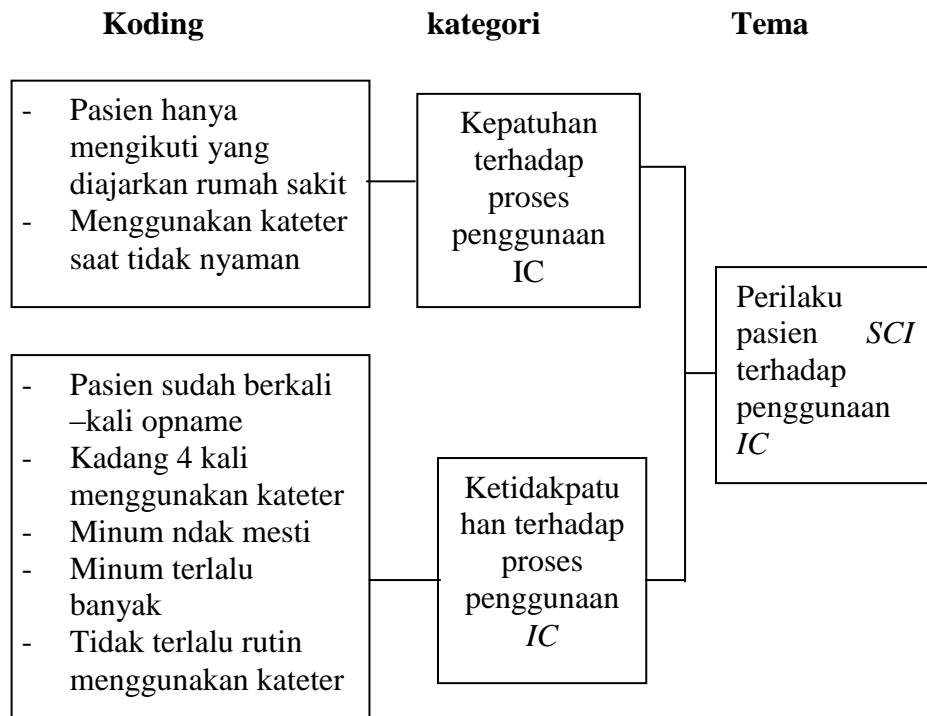 Koding kategori Tema
- Pasien hanya
mengikuti yang
diajarkan rumah sakit
- Menggunakan kateter
saat tidak nyaman
Kepatuhan
terhadap
proses
penggunaan
IC
- Pasien sudah berkali
–kali opname
- Kadang 4 kali
menggunakan kateter
- Minum ndak mesti
- Minum terlalu
banyak
- Tidak terlalu rutin
menggunakan kateter
Ketidakpatu
han terhadap
proses
penggunaan
IC
Perilaku
pasien SCI
terhadap
penggunaan
IC